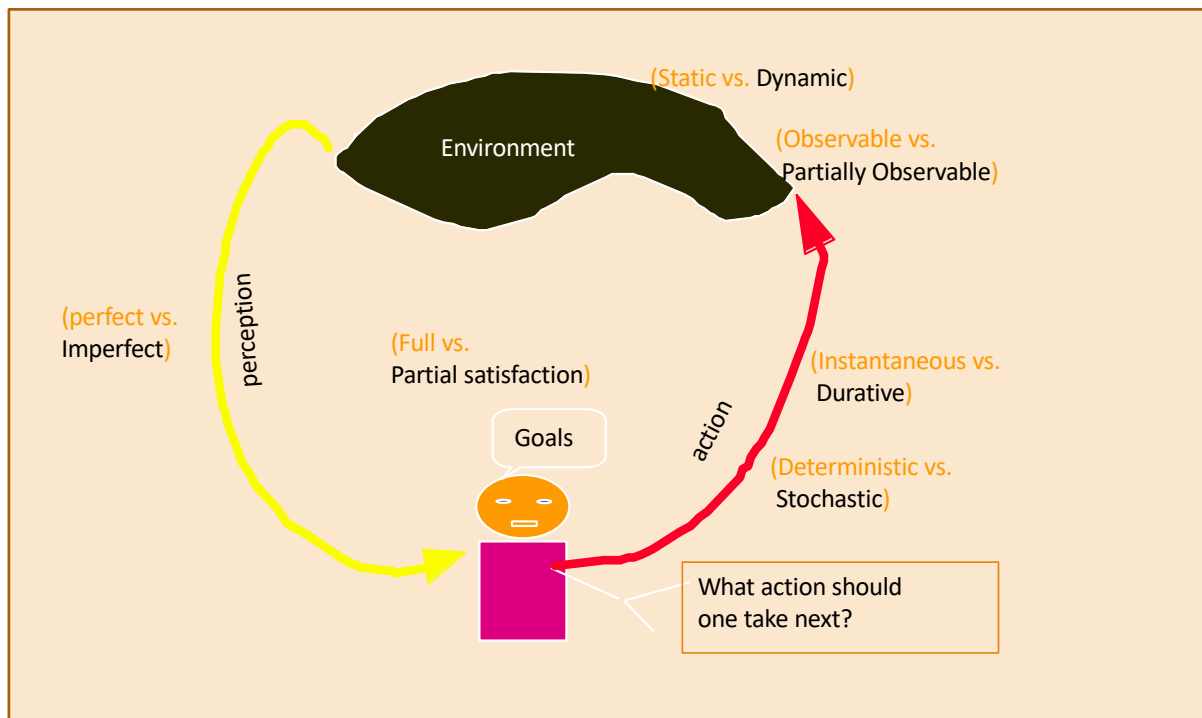 (Static vs. Dynamic)
Environment
(Observable vs.
Partially Observable)
perception
(perfect vs.
Imperfect)
(Full vs.
Partial satisfaction)
(Instantaneous vs.
Durative)
action
Goals
(Deterministic vs.
Stochastic)
What action should
one take next?